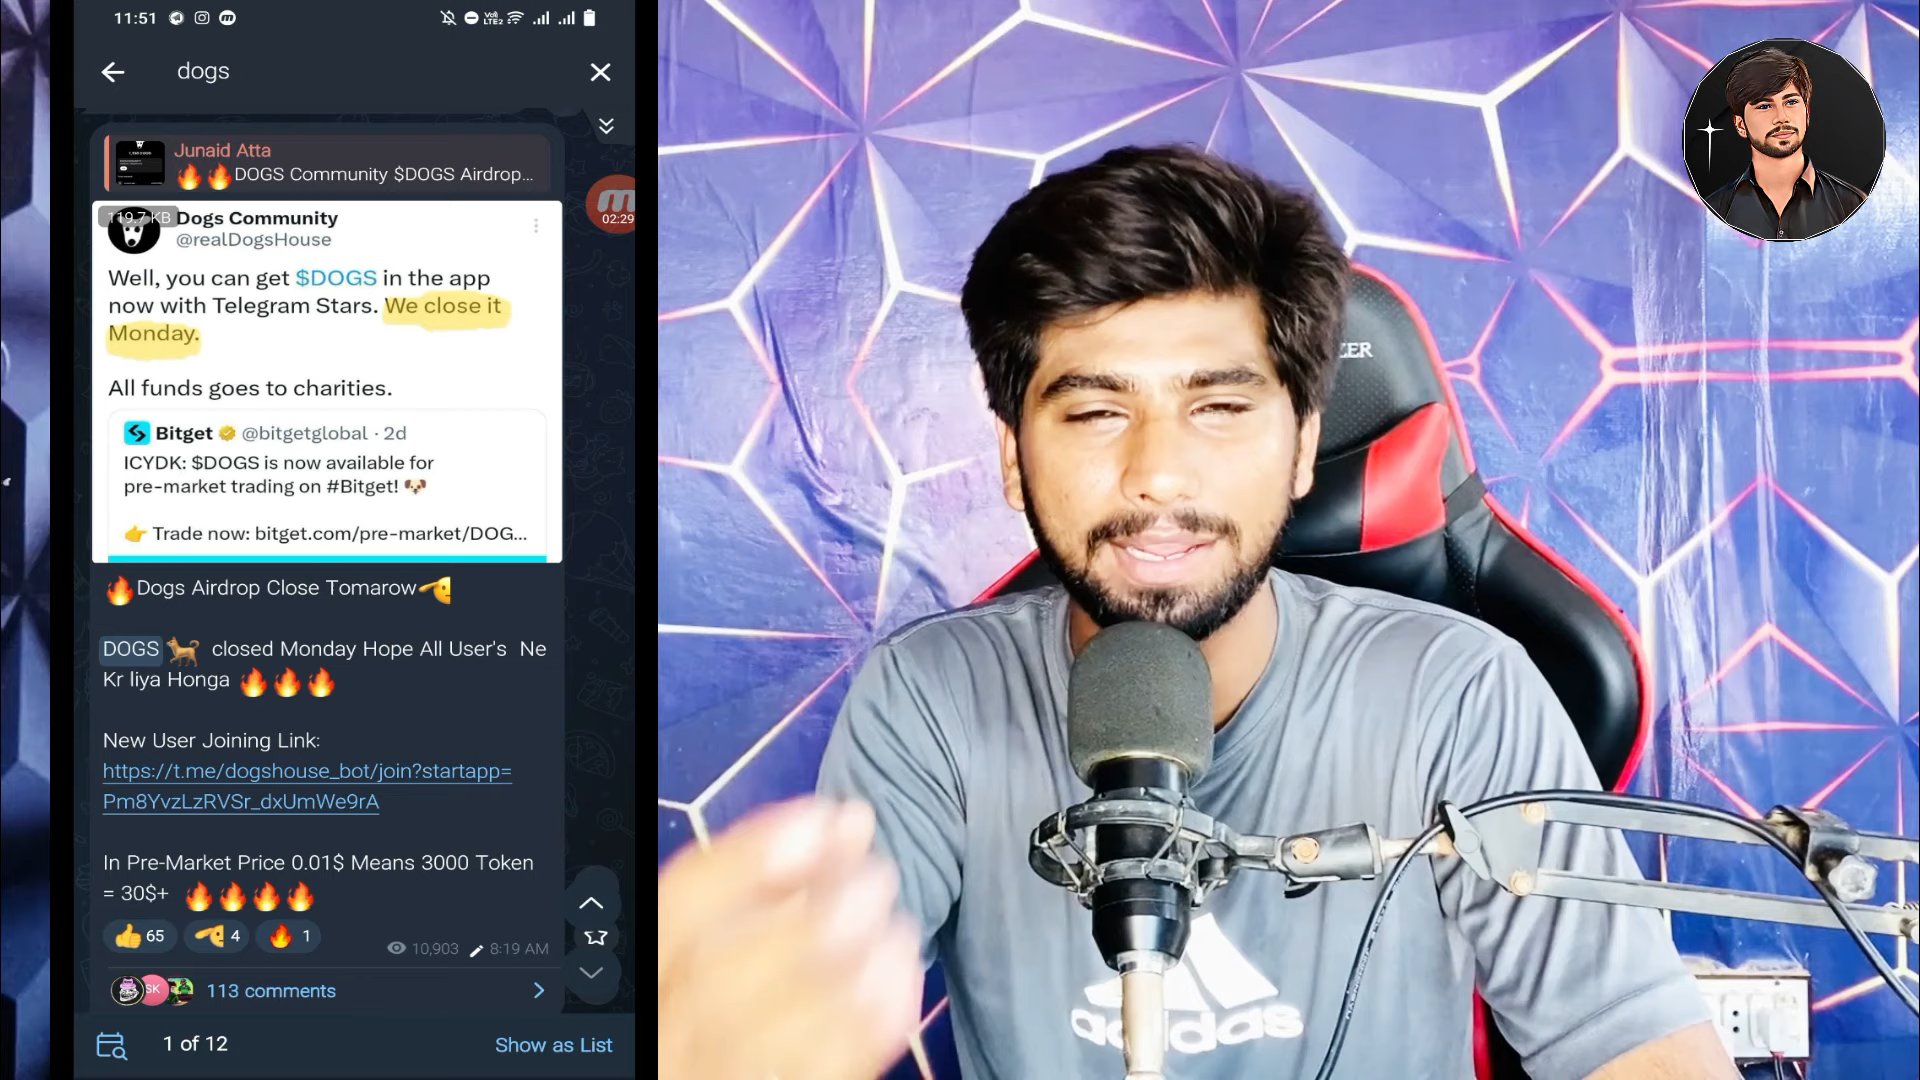 11:51
VoI
LTE2
dogs
Junaid Atta
🔥🔥DOGS Community $DOGS Airdrop...
02:29
119.7 KB
Dogs Community
@realDogsHouse
Well, you can get $DOGS in the app
now with Telegram Stars. We close it
Monday.
All funds goes to charities.
Bitget @bitgetglobal · 2d
ICYDK: $DOGS is now available for
pre-market trading on #Bitget! 🐶
👉 Trade now: bitget.com/pre-market/DOG...
🔥Dogs Airdrop Close Tomarow🫰
DOGS🐕 closed Monday Hope All User's Ne
Kr liya Honga 🔥🔥🔥
New User Joining Link:
https://t.me/dogshouse_bot/join?startapp=
Pm8YvzLzRVSr_dxUmWe9rA
In Pre-Market Price 0.01$ Means 3000 Token
= 30$+ 🔥🔥🔥🔥
👍 65 🫰 4 🔥 1
10,903 8:19 AM
SK
113 comments
1 of 12
Show as List
adidas